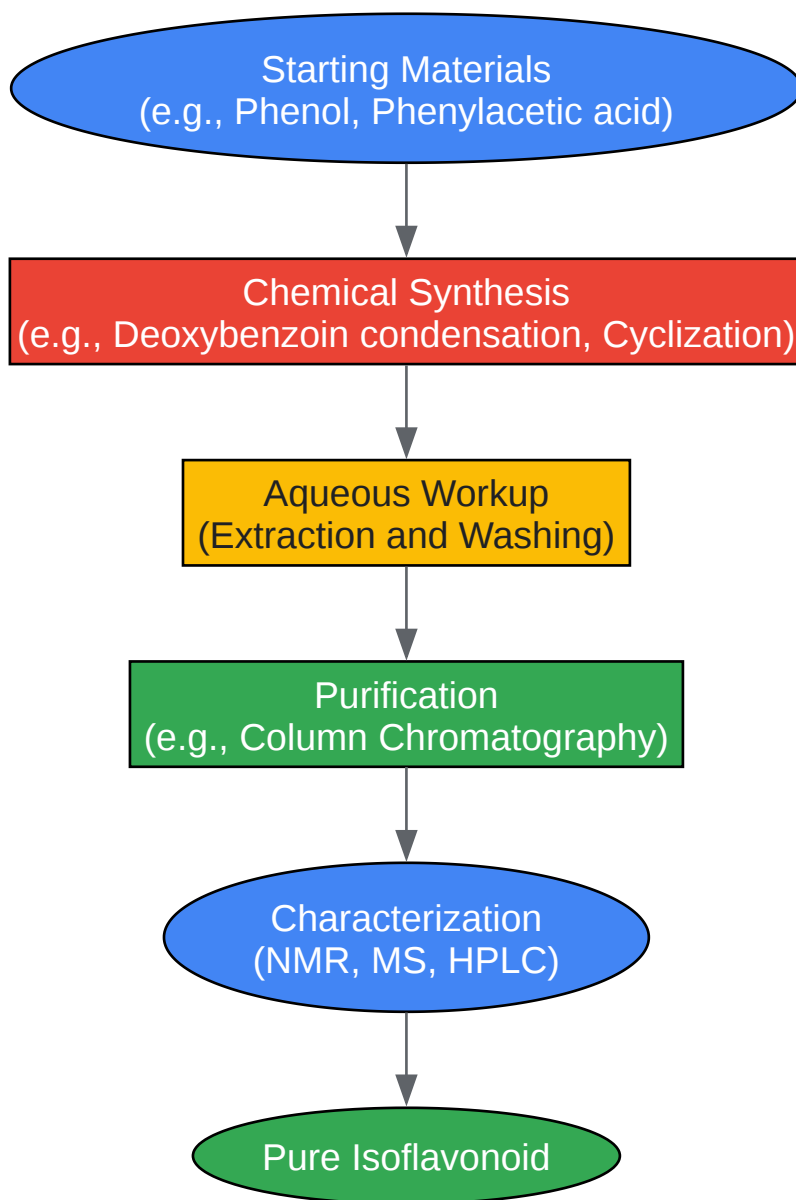 Starting Materials
(e.g., Phenol, Phenylacetic acid)
Chemical Synthesis
(e.g., Deoxybenzoin condensation, Cyclization)
Aqueous Workup
(Extraction and Washing)
Purification
(e.g., Column Chromatography)
Characterization
(NMR, MS, HPLC)
Pure Isoflavonoid